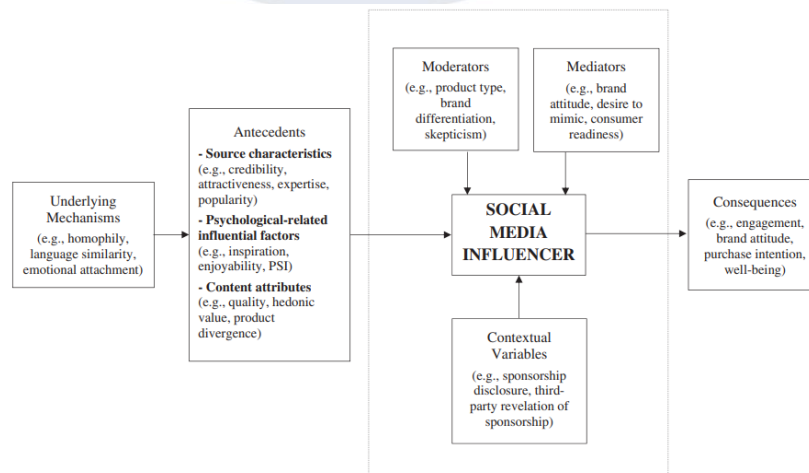 Moderators
(e.g., product type,
brand
differentiation,
skepticism)
Mediators
(e.g., brand
attitude, desire to
mimic, consumer
readiness)
Antecedents
- Source characteristics
(e.g., credibility,
attractiveness, expertise,
popularity)
- Psychological-related
influential factors
(e.g., inspiration,
enjoyability, PSI)
- Content attributes
(e.g., quality, hedonic
value, product
divergence)
Underlying
Mechanisms
(e.g., homophily,
language similarity,
emotional attachment)
SOCIAL
MEDIA
INFLUENCER
Consequences
(e.g., engagement,
brand attitude,
purchase intention,
well-being)
Contextual
Variables
(e.g., sponsorship
disclosure, third-
party revelation of
sponsorship)